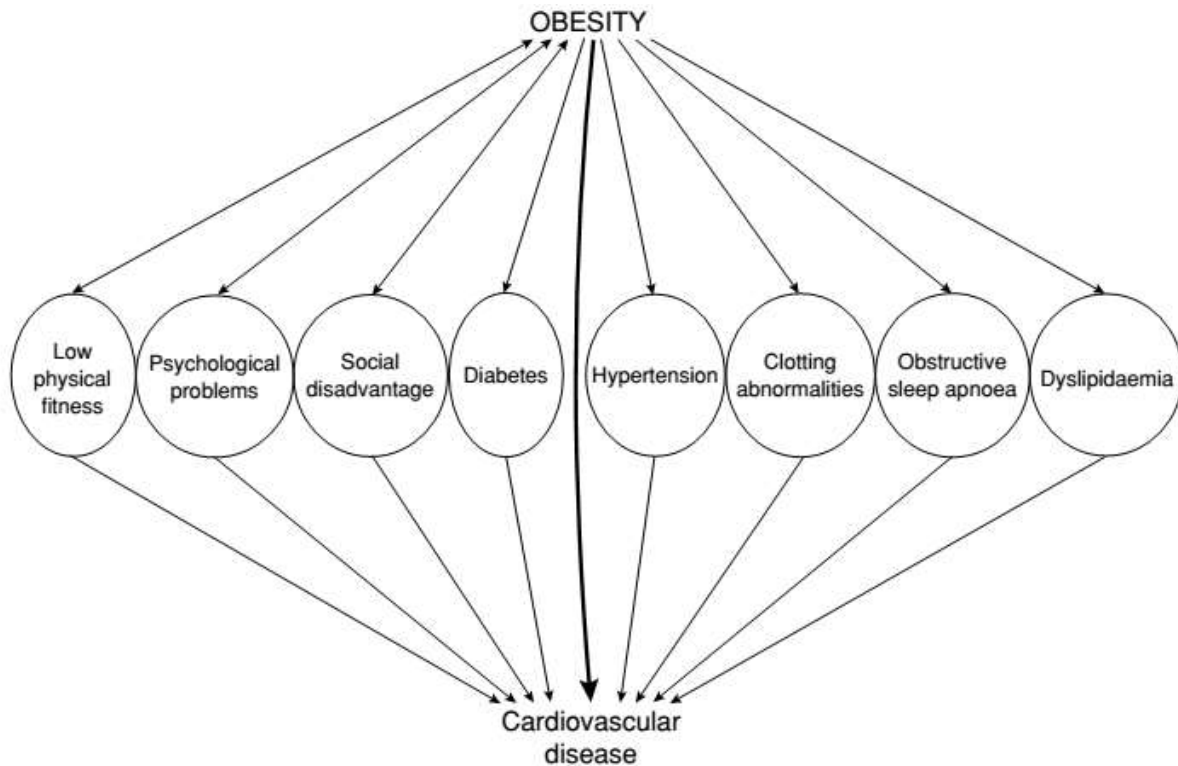 OBESITY
Low
physical
fitness
Psychological
problems
Social
disadvantage
Diabetes
Hypertension
Clotting
abnormalities
Obstructive
sleep apnoea
Dyslipidaemia
Cardiovascular
disease